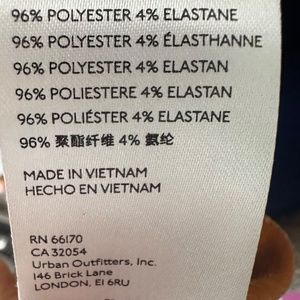 96% POLYESTER 4% ELASTANE
96% POLYESTER 4% ÉLASTHANNE
96% POLYESTER 4% ELASTAN
96% POLIESTERE 4% ELASTANE
96% POLIÉSTER 4% ELASTANE
96% 聚酯纤维 4% 氨纶
MADE IN VIETNAM
HECHO EN VIETNAM
RN 66170
CA 32054
Urban Outfitters, Inc.
146 Brick Lane
LONDON, E1 6RU